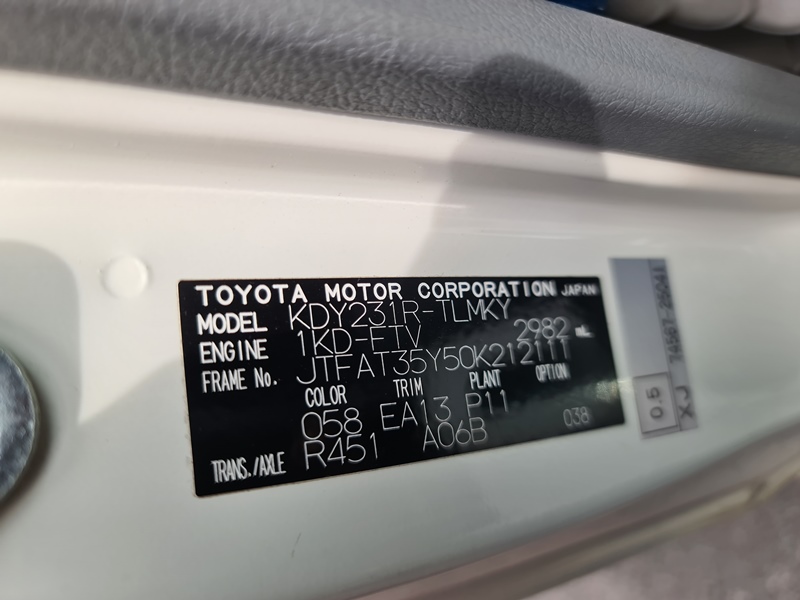 TOYOTA MOTOR CORPORATION JAPAN
MODEL KDY231R-TLMKY
ENGINE 1KD-FTV 2982 mL
FRAME No. JTFAT35Y50K212111
COLOR TRIM PLANT OPTION
058 EA13 P11 038
TRANS./AXLE R451 A06B
0.5
XJ